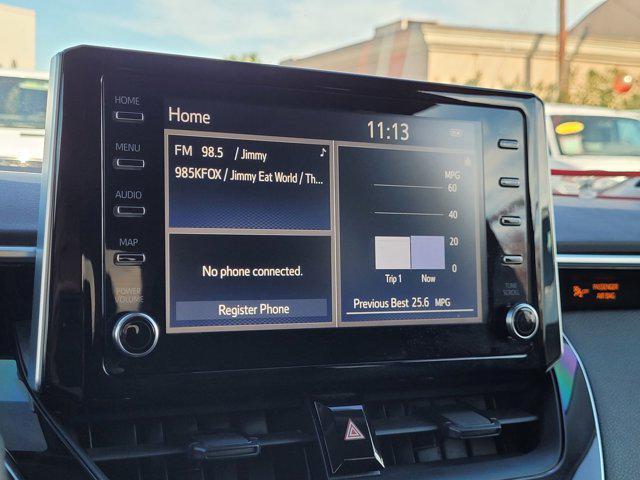 HOME
MENU
AUDIO
MAP
POWER
VOLUME
Home
11:13
FM 98.5 / Jimmy
985KFOX / Jimmy Eat World / Th...
No phone connected.
Register Phone
MPG
60
40
20
0
Trip 1
Now
Previous Best 25.6 MPG
TUNE
SCROLL
PASSENGER
AIRBAG